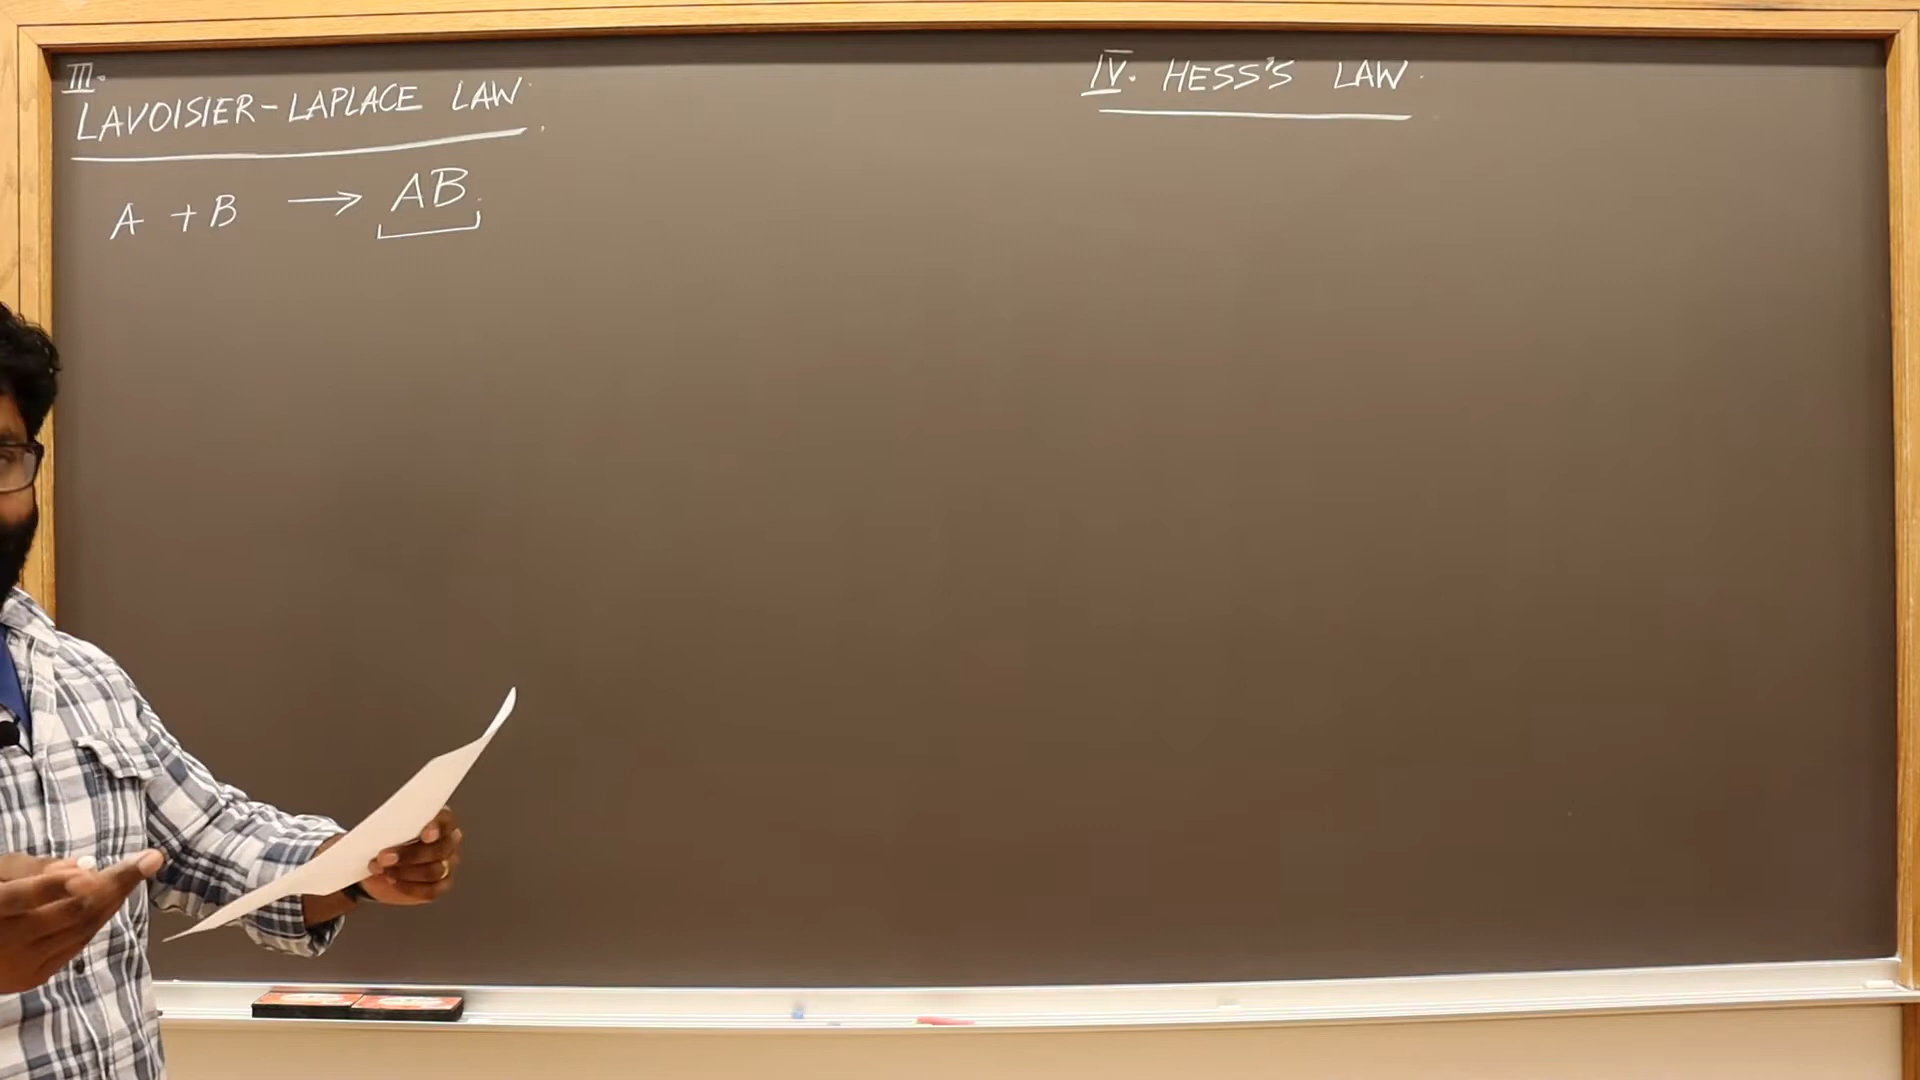 III.
LAVOISIER-LAPLACE LAW.
A + B → AB.
IV. HESS'S LAW.